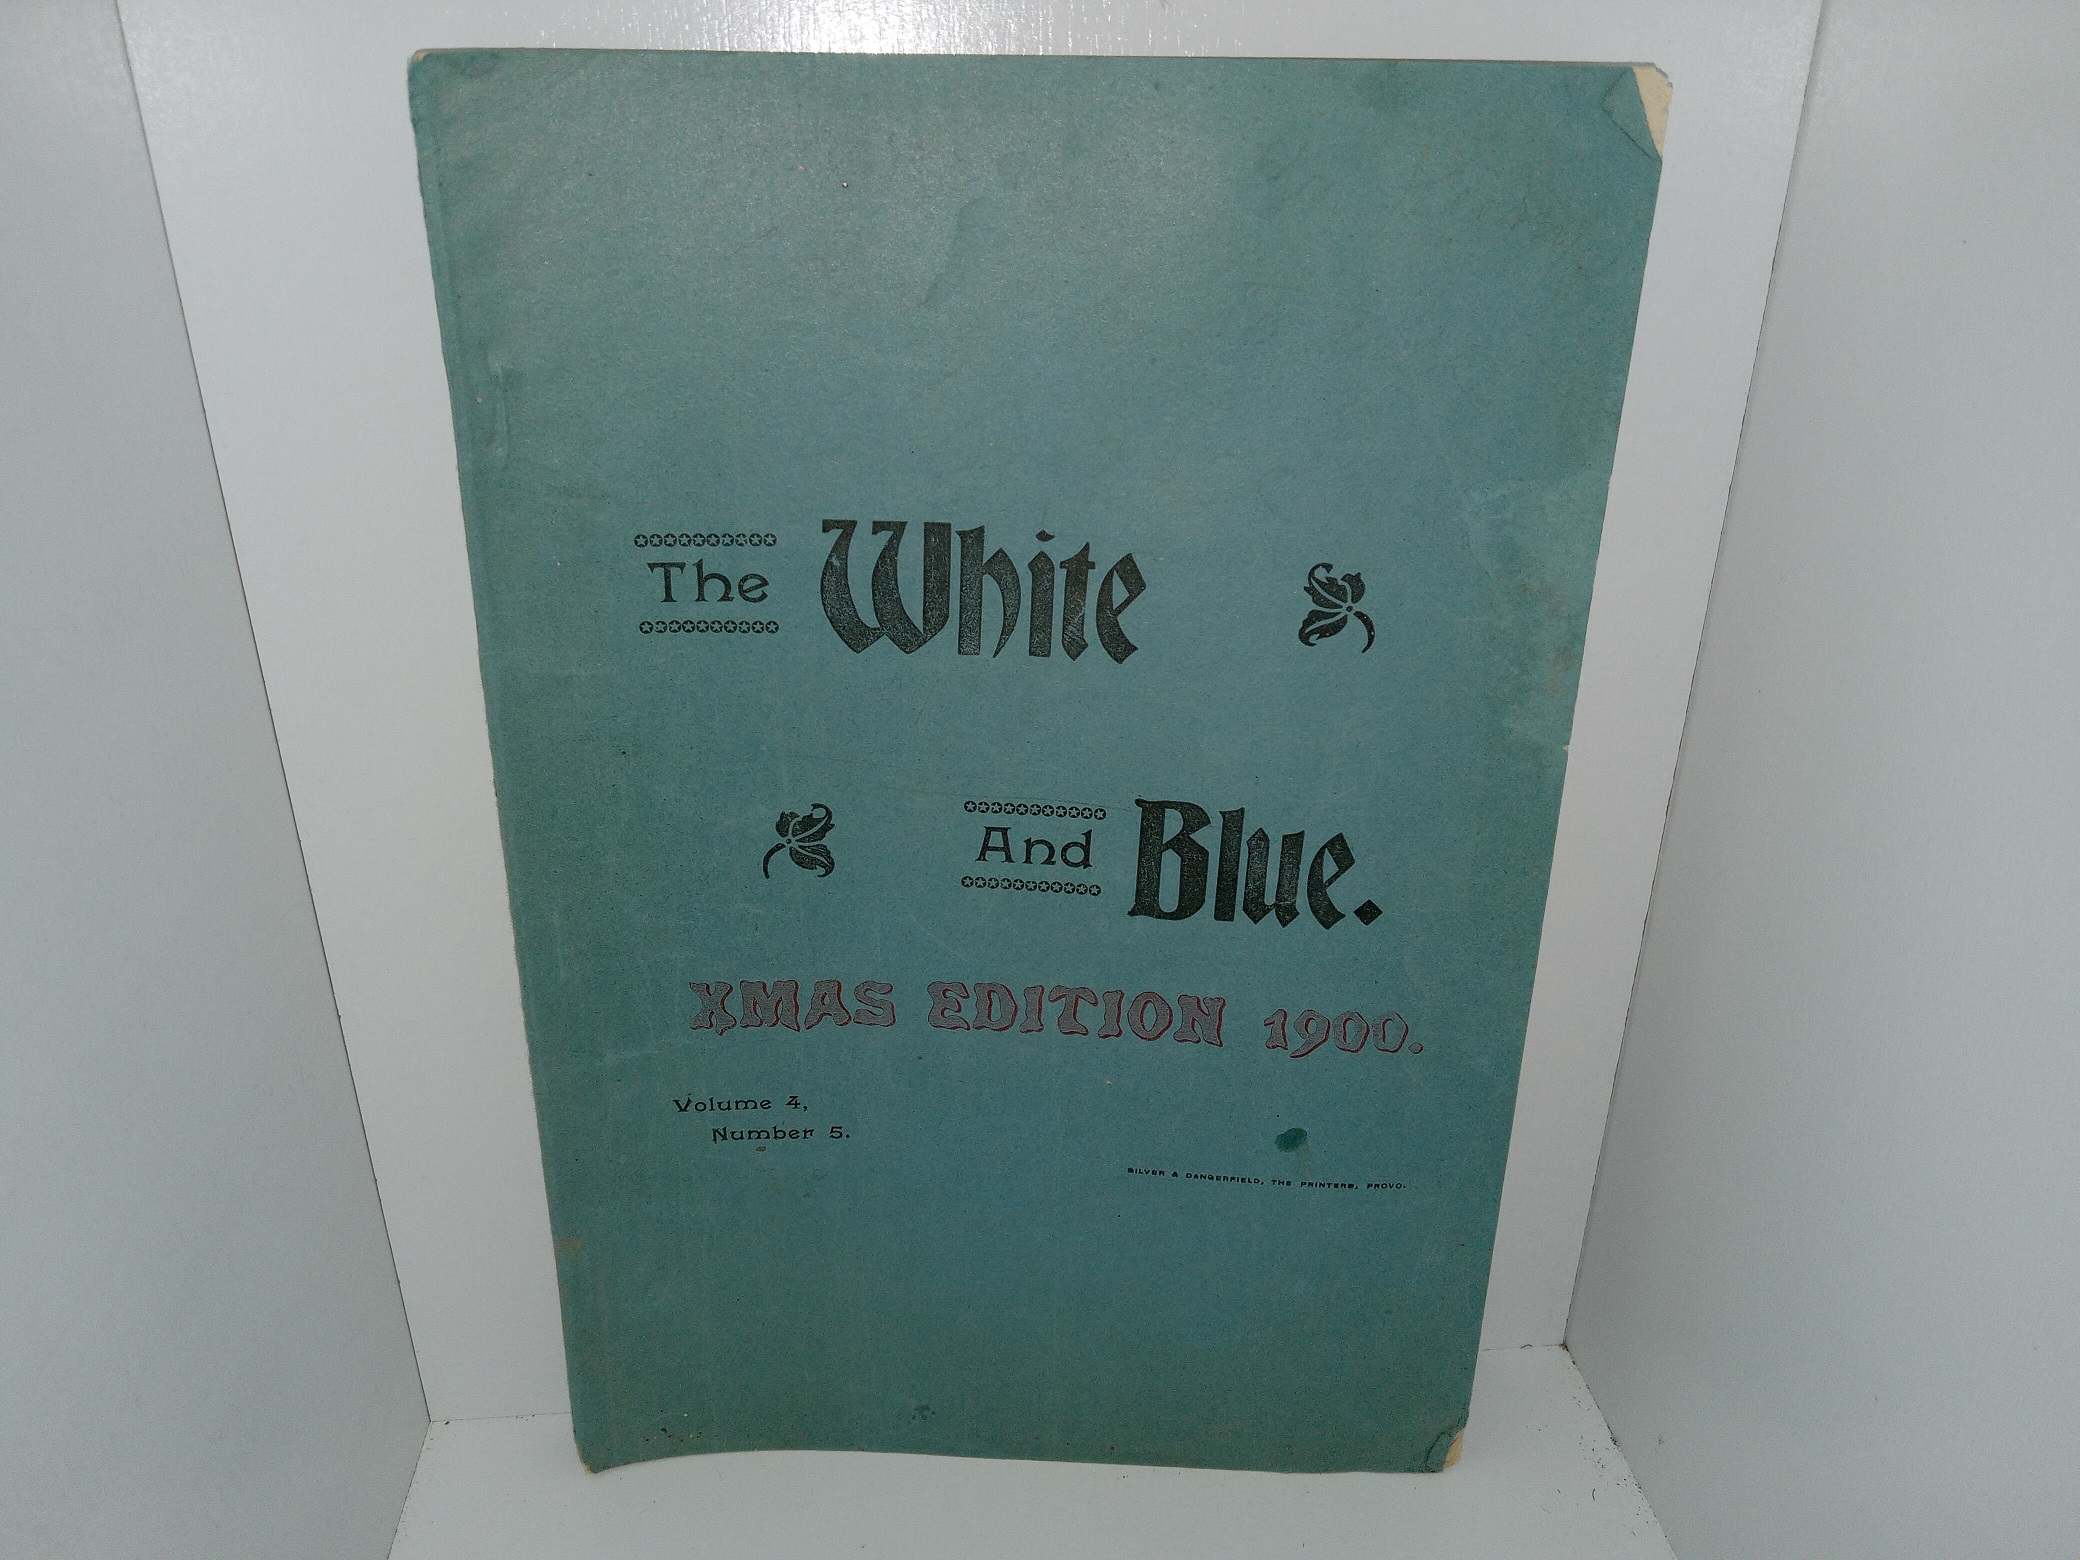 The White
And Blue.
XMAS EDITION 1900.
Volume 4,
Number 5.
SILVER & DANGERFIELD, THE PRINTERS, PROVO.